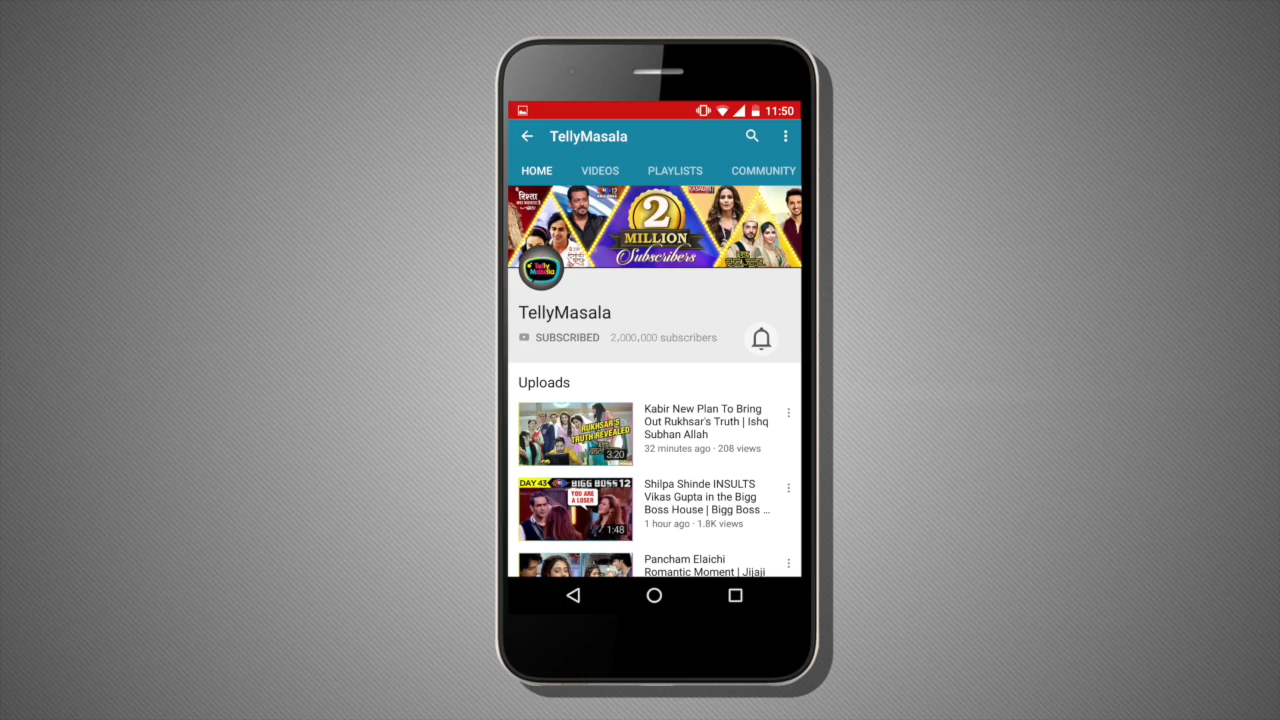 11:50
TellyMasala
HOME VIDEOS PLAYLISTS COMMUNITY
रिश्ता
2
MILLION
Subscribers
Telly
Masala
TellyMasala
SUBSCRIBED 2,000,000 subscribers
Uploads
RUKHSAR'S
TRUTH REVEALED
3:20
Kabir New Plan To Bring
Out Rukhsar's Truth | Ishq
Subhan Allah
32 minutes ago · 208 views
DAY 43 BIGG BOSS 12
YOU ARE
A LOSER
1:48
Shilpa Shinde INSULTS
Vikas Gupta in the Bigg
Boss House | Bigg Boss ...
1 hour ago · 1.8K views
Pancham Elaichi
Romantic Moment | Jijaji